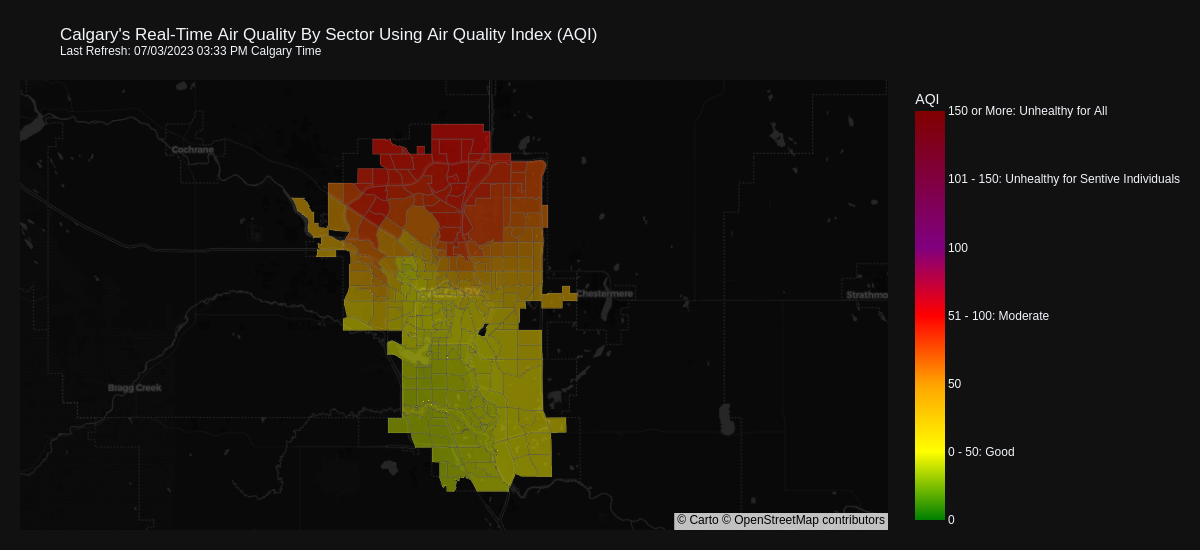 Calgary's Real-Time Air Quality By Sector Using Air Quality Index (AQI)
Last Refresh: 07/03/2023 03:33 PM Calgary Time
AQI
150 or More: Unhealthy for All
101 - 150: Unhealthy for Sentive Individuals
100
51 - 100: Moderate
50
0 - 50: Good
0
Cochrane
CALGARY
Chestermere
Strathmo
Bragg Creek
© Carto © OpenStreetMap contributors